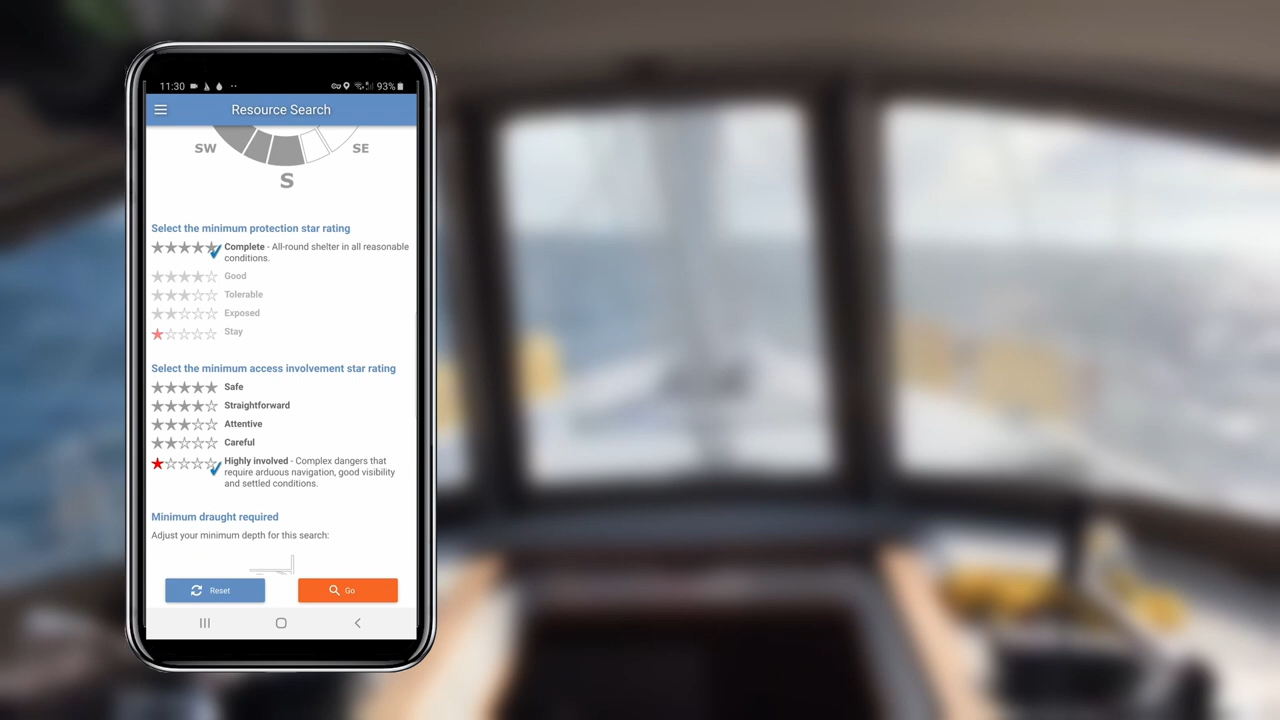 11:30
93%
Resource Search
SW
SE
S
Select the minimum protection star rating
Complete - All-round shelter in all reasonable
conditions.
Good
Tolerable
Exposed
Stay
Select the minimum access involvement star rating
Safe
Straightforward
Attentive
Careful
Highly involved - Complex dangers that
require arduous navigation, good visibility
and settled conditions.
Minimum draught required
Adjust your minimum depth for this search:
Reset
Go